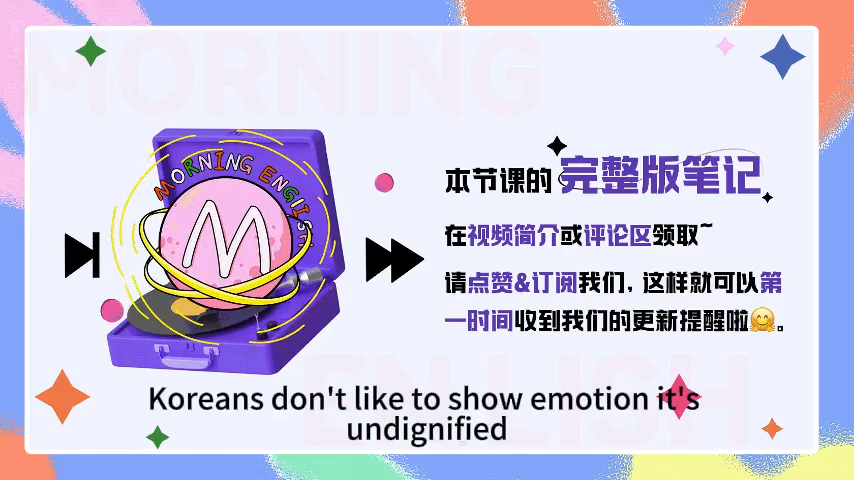 MORNING
MORNING ENGLISH
M
本节课的 完整版笔记
在视频简介或评论区领取~
请点赞&订阅我们, 这样就可以第
一时间收到我们的更新提醒啦🤗。
ENGLISH
Koreans don't like to show emotion it's
undignified